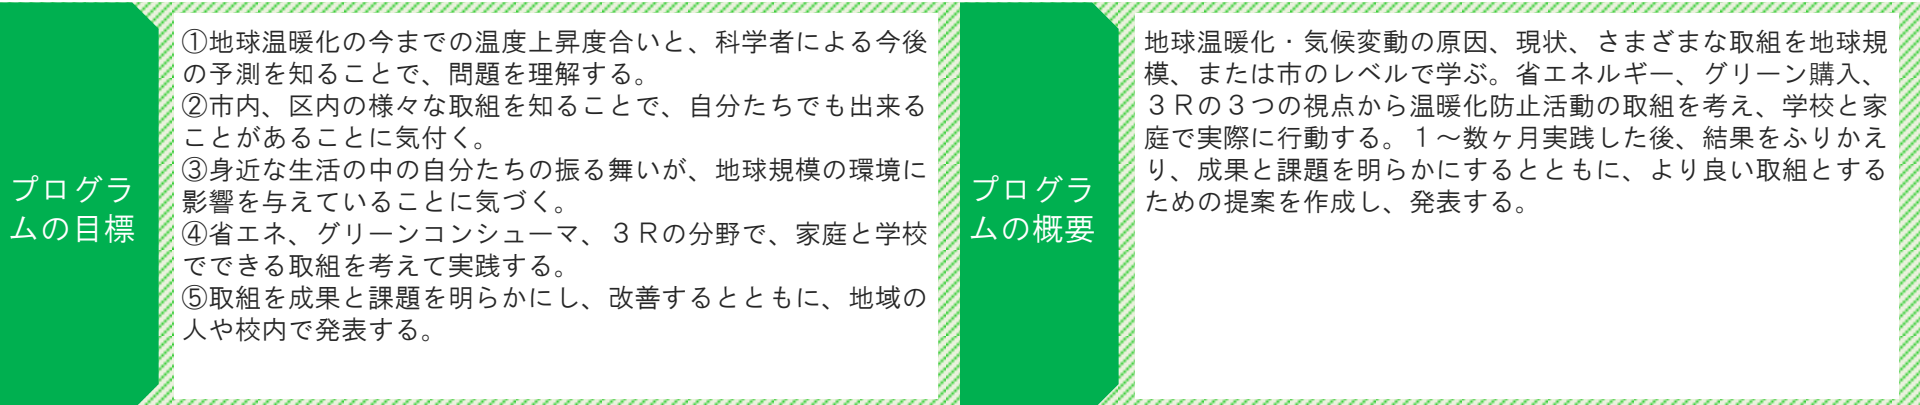 プログラ
ムの目標
①地球温暖化の今までの温度上昇度合いと、科学者による今後
の予測を知ることで、問題を理解する。
②市内、区内の様々な取組を知ることで、自分たちでも出来る
ことがあることに気付く。
③身近な生活の中の自分たちの振る舞いが、地球規模の環境に
影響を与えていることに気づく。
④省エネ、グリーンコンシューマ、３Ｒの分野で、家庭と学校
でできる取組を考えて実践する。
⑤取組を成果と課題を明らかにし、改善するとともに、地域の
人や校内で発表する。
プログラ
ムの概要
地球温暖化・気候変動の原因、現状、さまざまな取組を地球規
模、または市のレベルで学ぶ。省エネルギー、グリーン購入、
３Ｒの３つの視点から温暖化防止活動の取組を考え、学校と家
庭で実際に行動する。１～数ヶ月実践した後、結果をふりかえ
り、成果と課題を明らかにするとともに、より良い取組とする
ための提案を作成し、発表する。